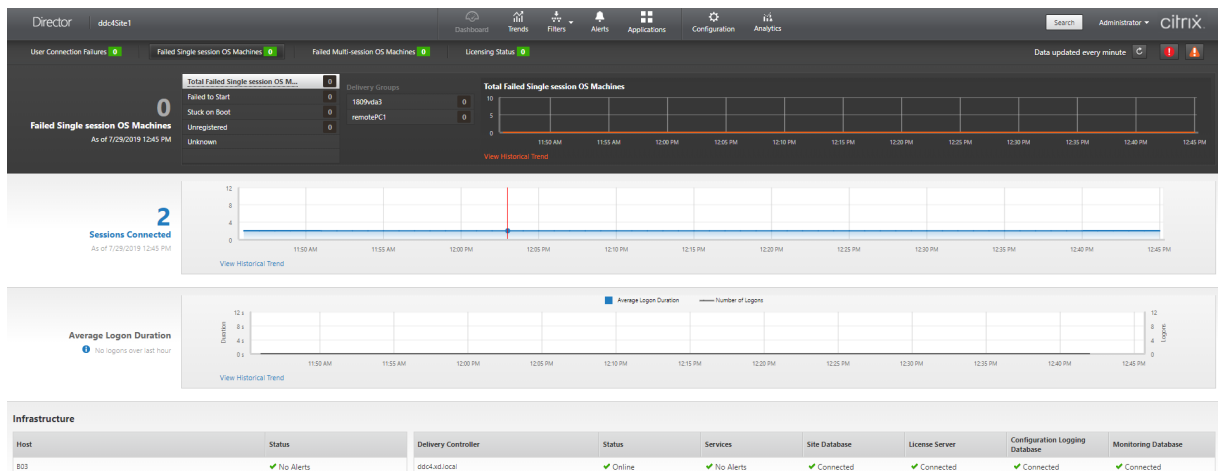 Director ddc4Site1 Dashboard Trends Filters Alerts Applications Configuration Analytics Search Administrator citrix
User Connection Failures 0 Failed Single session OS Machines 0 Failed Multi-session OS Machines 0 Licensing Status 0 Data updated every minute
0
Failed Single session OS Machines
As of 7/29/2019 12:45 PM
Total Failed Single session OS M... 0
Failed to Start 0
Stuck on Boot 0
Unregistered 0
Unknown
Delivery Groups
1809vda3 0
remotePC1 0
Total Failed Single session OS Machines
10
5
0
11:50 AM 11:55 AM 12:00 PM 12:05 PM 12:10 PM 12:15 PM 12:20 PM 12:25 PM 12:30 PM 12:35 PM 12:40 PM 12:45 PM
View Historical Trend
2
Sessions Connected
As of 7/29/2019 12:45 PM
12
8
4
0
11:50 AM 11:55 AM 12:00 PM 12:05 PM 12:10 PM 12:15 PM 12:20 PM 12:25 PM 12:30 PM 12:35 PM 12:40 PM 12:45 PM
View Historical Trend
Average Logon Duration
No logons over last hour
Average Logon Duration Number of Logons
Duration
12 s
8 s
4 s
0 s
12
8
4
0
Logons
11:50 AM 11:55 AM 12:00 PM 12:05 PM 12:10 PM 12:15 PM 12:20 PM 12:25 PM 12:30 PM 12:35 PM 12:40 PM 12:45 PM
View Historical Trend
Infrastructure
Host Status Delivery Controller Status Services Site Database License Server Configuration Logging Database Monitoring Database
B03 No Alerts ddc4.xd.local Online No Alerts Connected Connected Connected Connected